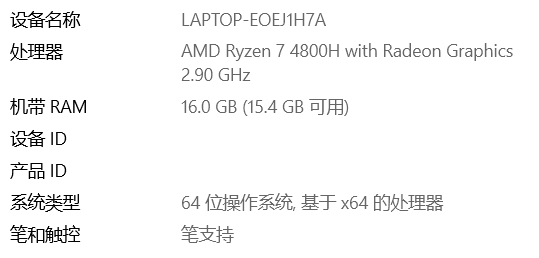 设备名称 LAPTOP-EOEJ1H7A
处理器 AMD Ryzen 7 4800H with Radeon Graphics
2.90 GHz
机带 RAM 16.0 GB (15.4 GB 可用)
设备 ID
产品 ID
系统类型 64 位操作系统, 基于 x64 的处理器
笔和触控 笔支持